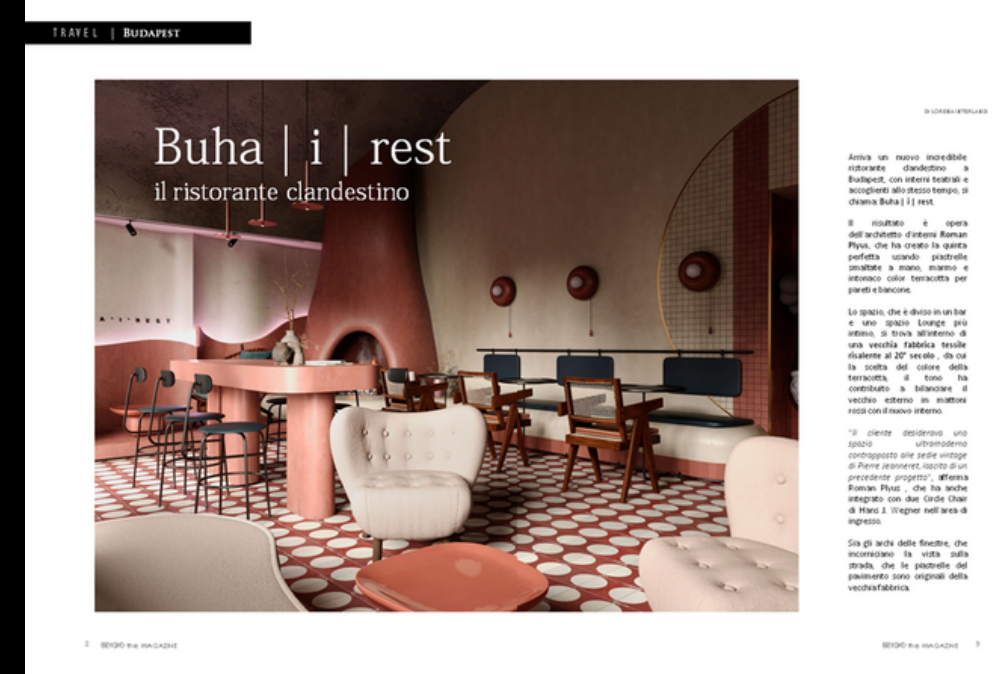 TRAVEL | BUDAPEST
Buha | i | rest
il ristorante clandestino
A • I • R E S T
Arriva un nuovo incredibile
ristorante clandestino a
Budapest, con interni teatrali e
accoglienti allo stesso tempo, si
chiama: Buha | i | rest.
Il risultato è opera
dell'architetto d'interni Roman
Plyus, che ha creato la quinta
perfetta usando piastrelle
smaltate a mano, marmo e
intonaco color terracotta per
pareti e bancone.
Lo spazio, che è diviso in un bar
e uno spazio Lounge più
intimo, si trova all'interno di
una vecchia fabbrica tessile
risalente al 20° secolo , da cui
la scelta del colore della
terracotta, il tono ha
contribuito a bilanciare il
vecchio esterno in mattoni
rossi con il nuovo interno.
"Il cliente desiderava uno
spazio ultramoderno
contrapposto alle sedie vintage
di Pierre Jeanneret, lascito di un
precedente progetto", afferma
Roman Plyus , che ha anche
integrato con due Circle Chair
di Hans J. Wegner nell'area di
ingresso.
Sia gli archi delle finestre, che
incorniciano la vista sulla
strada, che le piastrelle del
pavimento sono originali della
vecchia fabbrica.
BEYOND the MAGAZINE
BEYOND the MAGAZINE 9